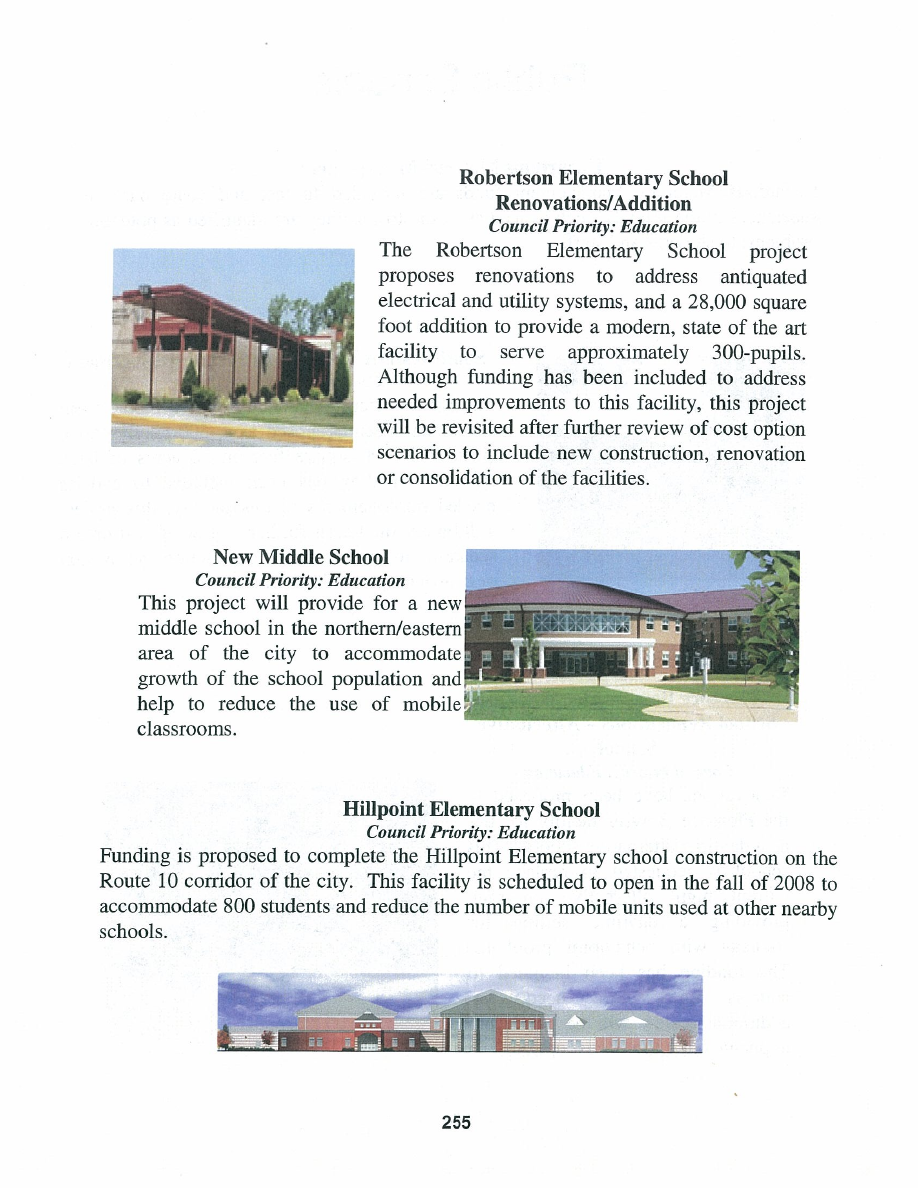 Robertson Elementary School
Renovations/Addition
Council Priority: Education
The Robertson Elementary School project
proposes renovations to address antiquated
electrical and utility systems, and a 28,000 square
foot addition to provide a modern, state of the art
facility to serve approximately 300-pupils.
Although funding has been included to address
needed improvements to this facility, this project
will be revisited after further review of cost option
scenarios to include new construction, renovation
or consolidation of the facilities.
New Middle School
Council Priority: Education
This project will provide for a new
middle school in the northern/eastern
area of the city to accommodate
growth of the school population and
help to reduce the use of mobile
classrooms.
Hillpoint Elementary School
Council Priority: Education
Funding is proposed to complete the Hillpoint Elementary school construction on the
Route 10 corridor of the city. This facility is scheduled to open in the fall of 2008 to
accommodate 800 students and reduce the number of mobile units used at other nearby
schools.
255